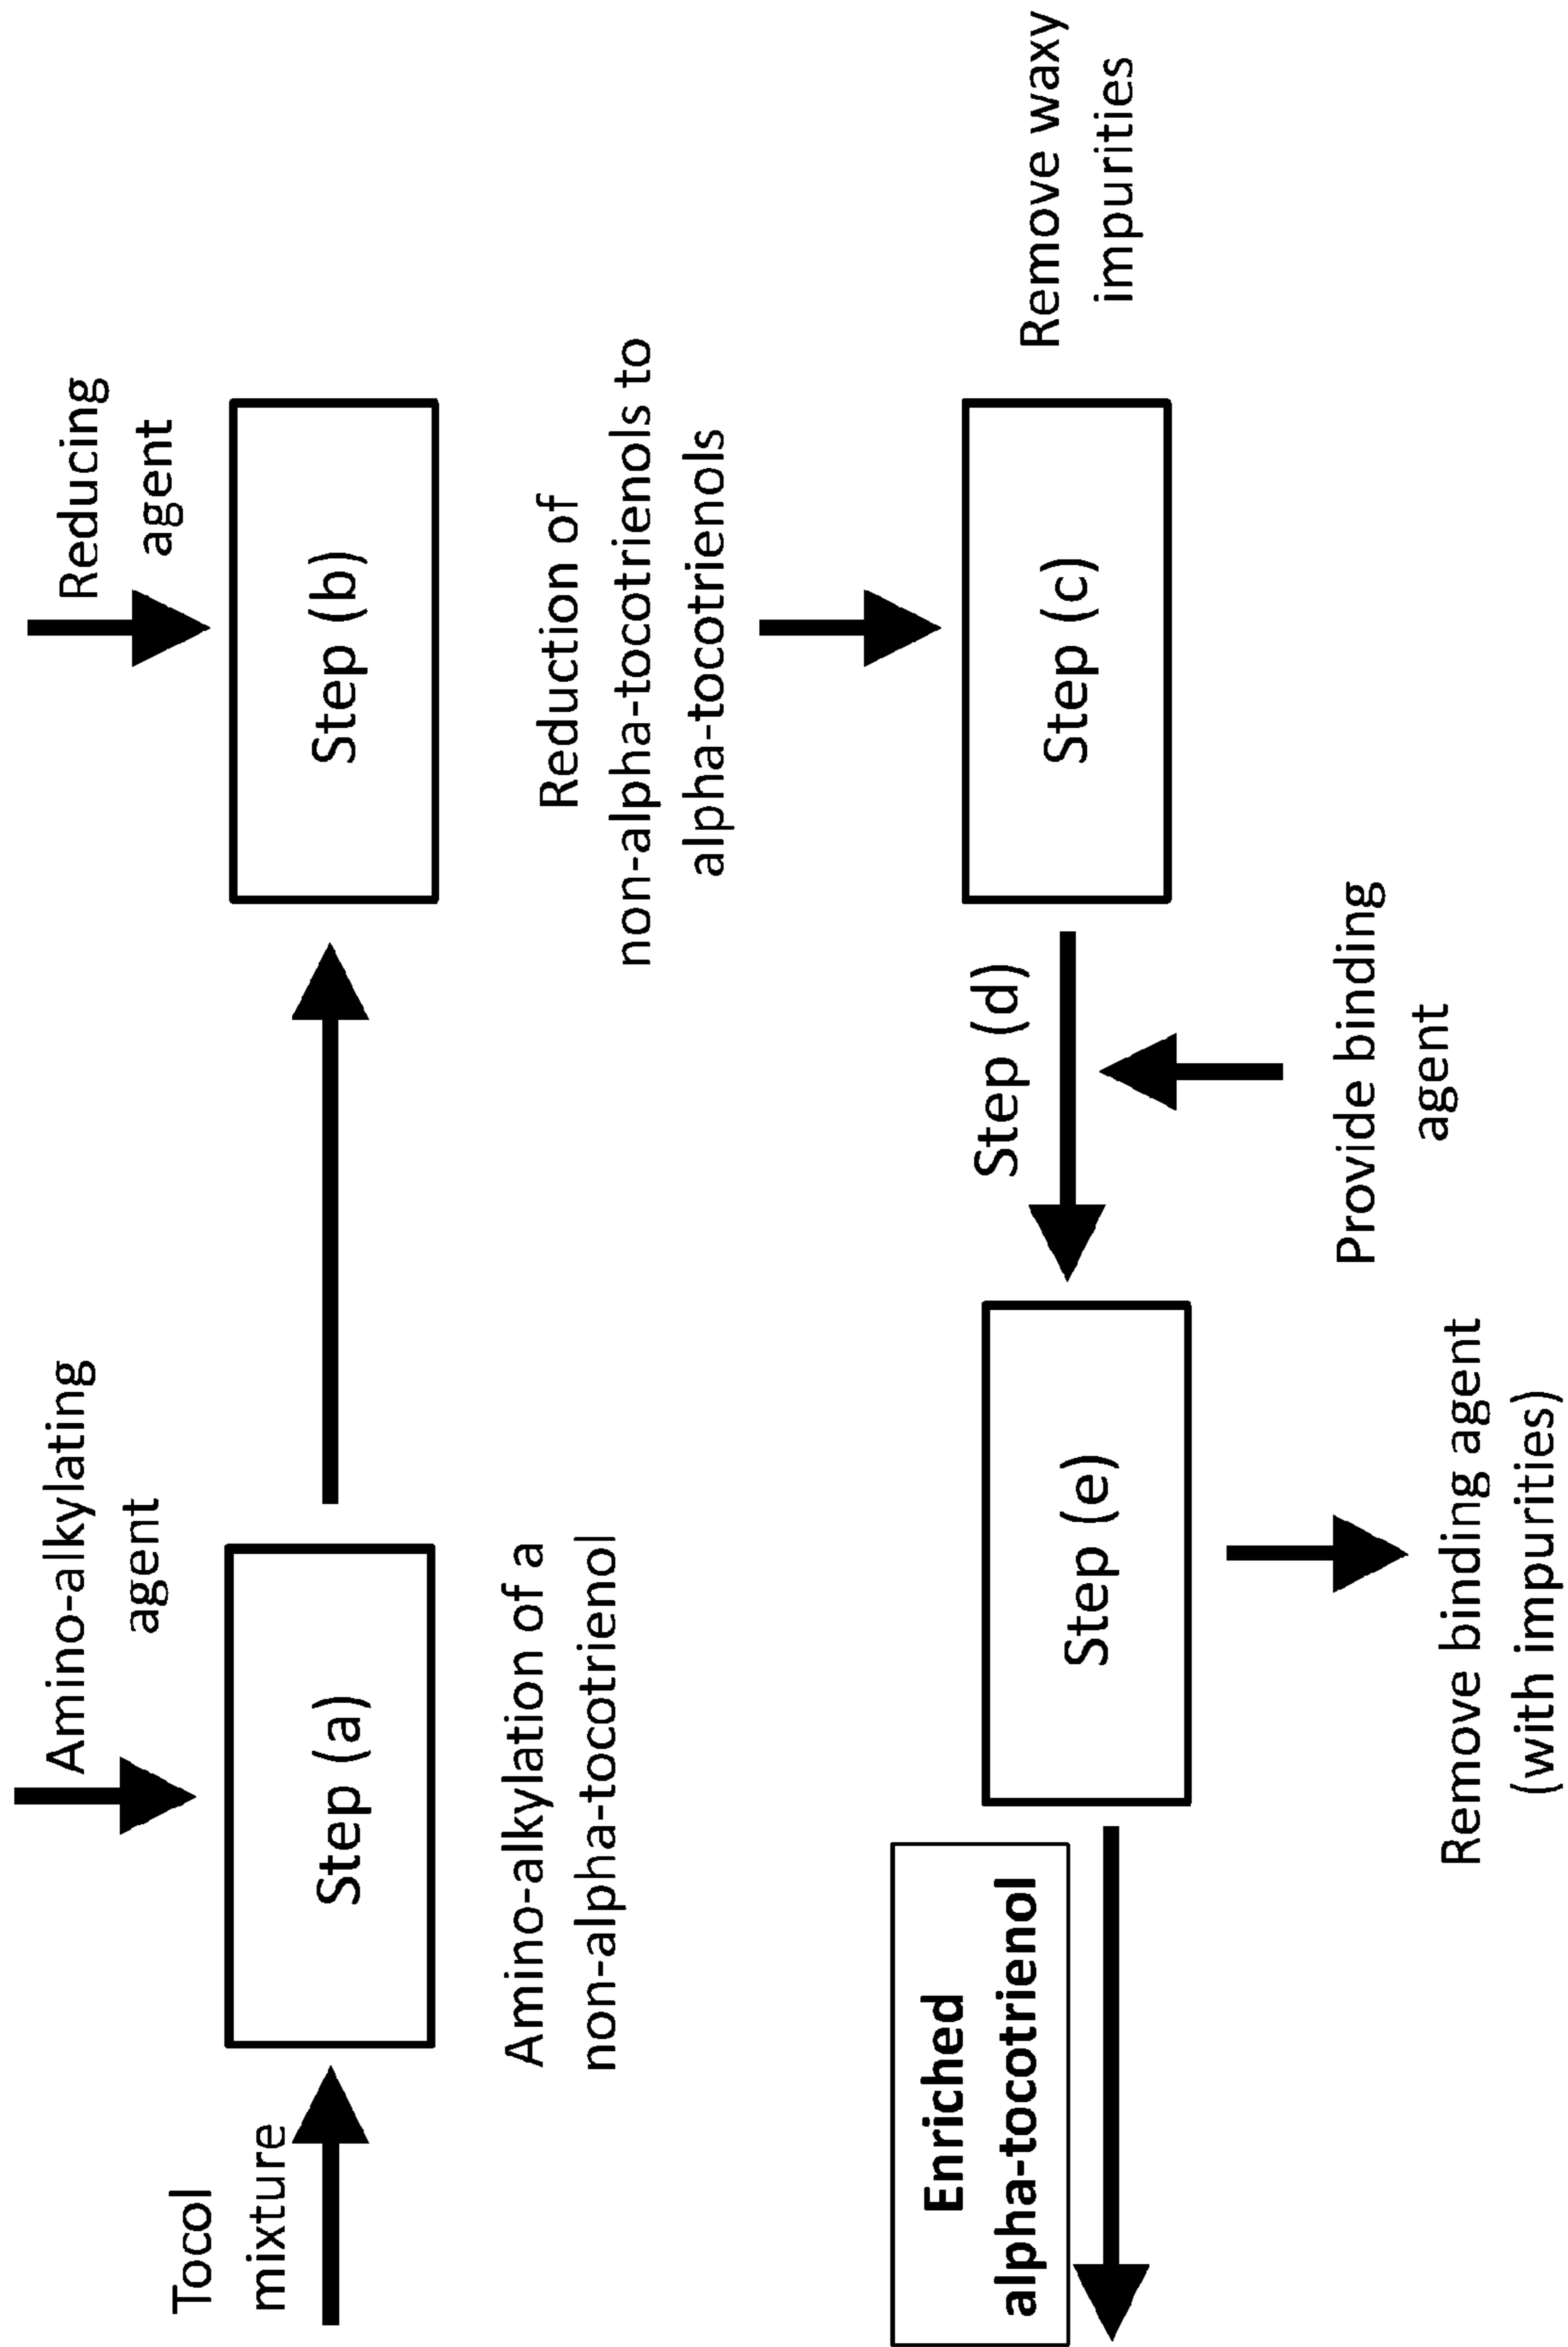 Tocol
mixture
Amino-alkylating
agent
Step (a)
Amino-alkylation of a
non-alpha-tocotrienol
Reducing
agent
Step (b)
Reduction of
non-alpha-tocotrienols to
alpha-tocotrienols
Step (c)
Remove waxy
impurities
Step (d)
Provide binding
agent
Step (e)
Remove binding agent
(with impurities)
Enriched
alpha-tocotrienol